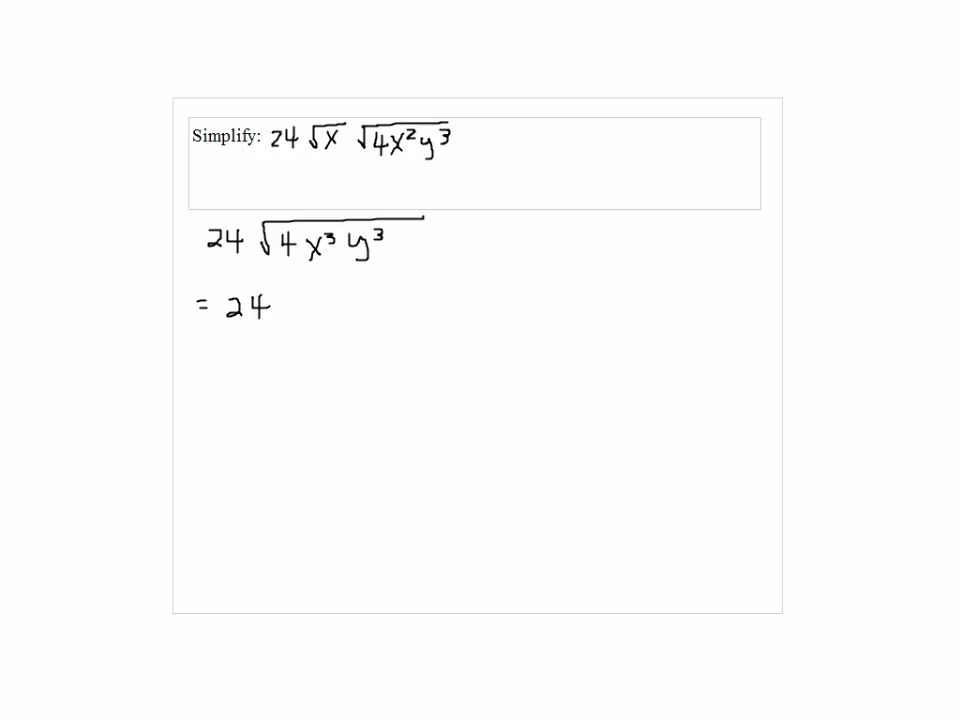 Simplify: 24 √x √4x²y³
24 √4x³y³
= 24